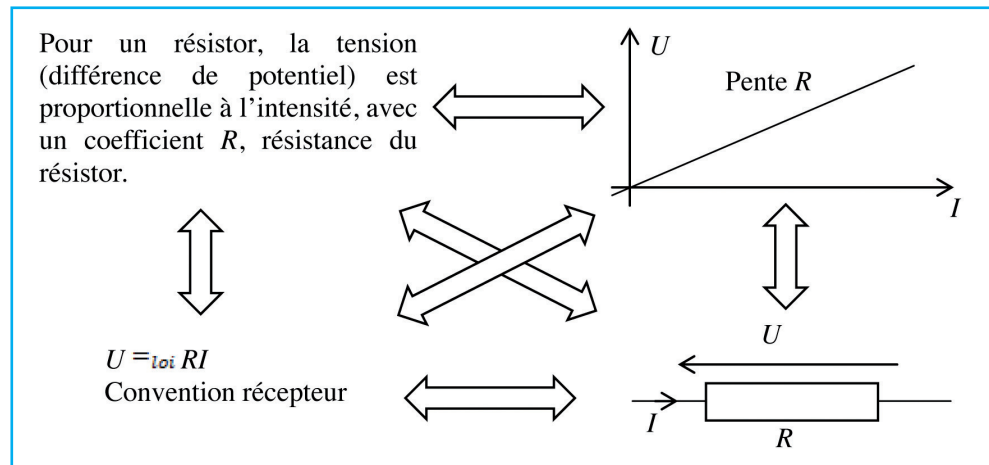 Pour un résistor, la tension
(différence de potentiel) est
proportionnelle à l'intensité, avec
un coefficient R, résistance du
résistor.
U
Pente R
I
U =loi RI
Convention récepteur
U
I
R